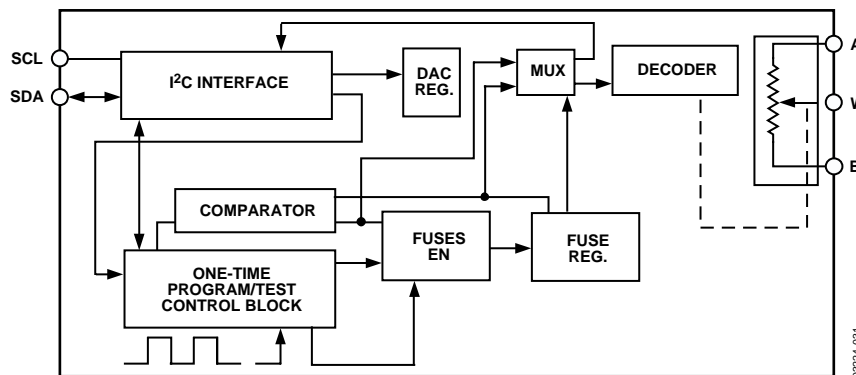 SCL
SDA
I2C INTERFACE
DAC
REG.
MUX
DECODER
A
W
B
COMPARATOR
FUSES
EN
FUSE
REG.
ONE-TIME
PROGRAM/TEST
CONTROL BLOCK